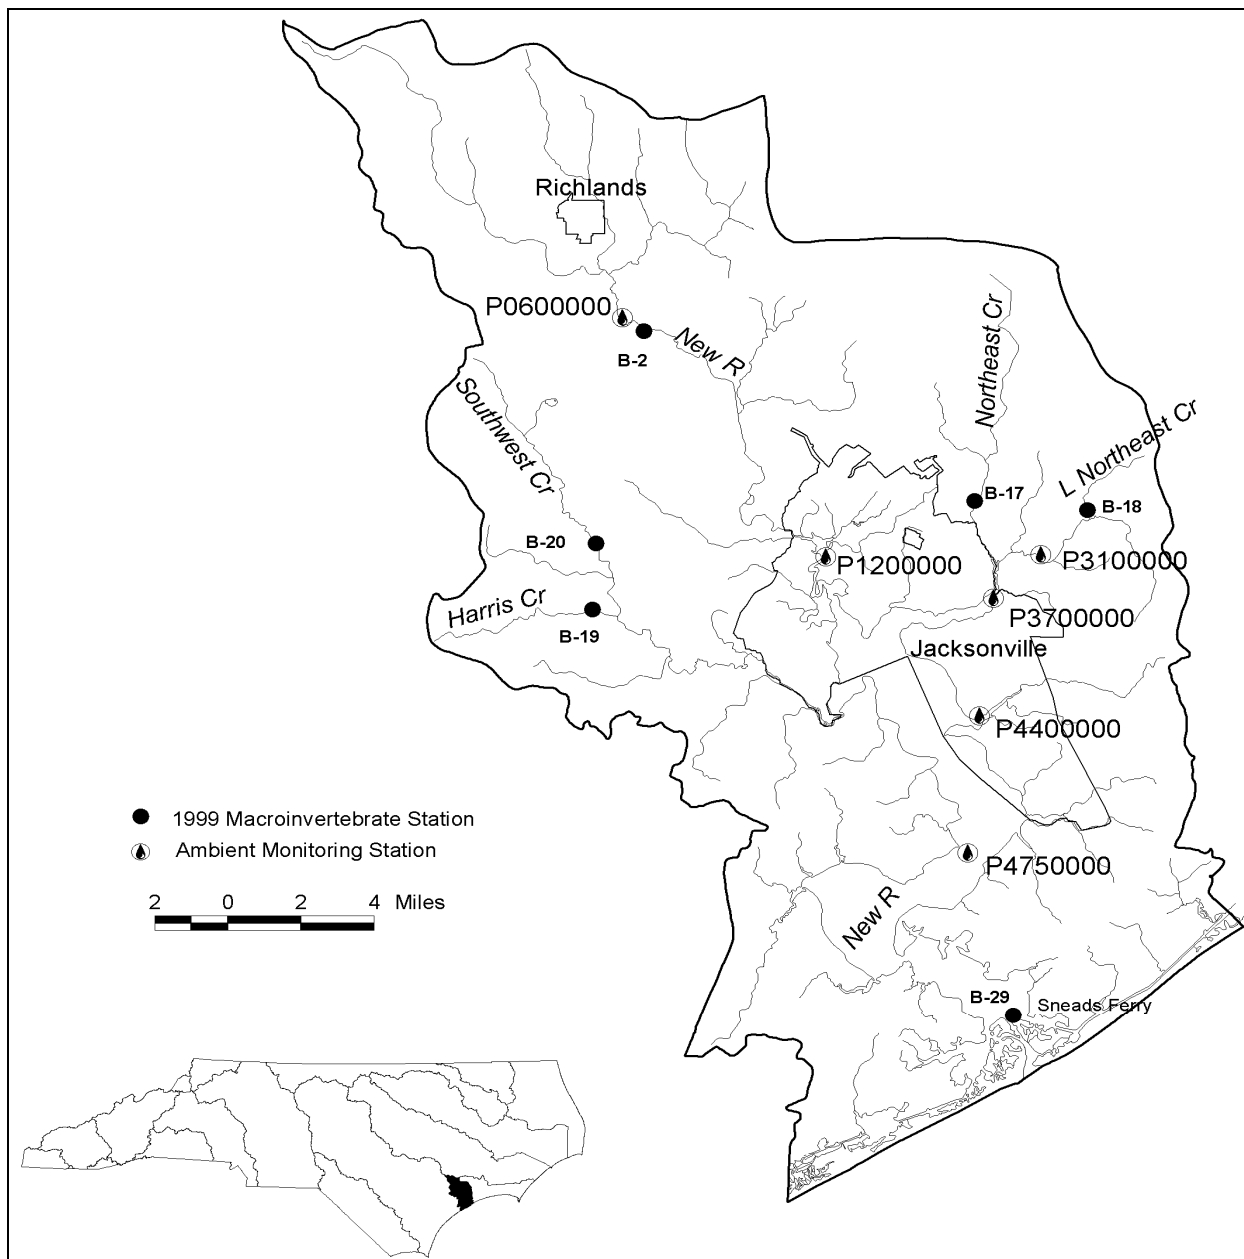 Richlands
P0600000
B-2
New R
Northeast Cr
Southwest Cr
L Northeast Cr
B-17
B-18
B-20
P1200000
P3100000
Harris Cr
B-19
P3700000
Jacksonville
P4400000
1999 Macroinvertebrate Station
Ambient Monitoring Station
P4750000
2 0 2 4 Miles
New R
B-29
Sneads Ferry